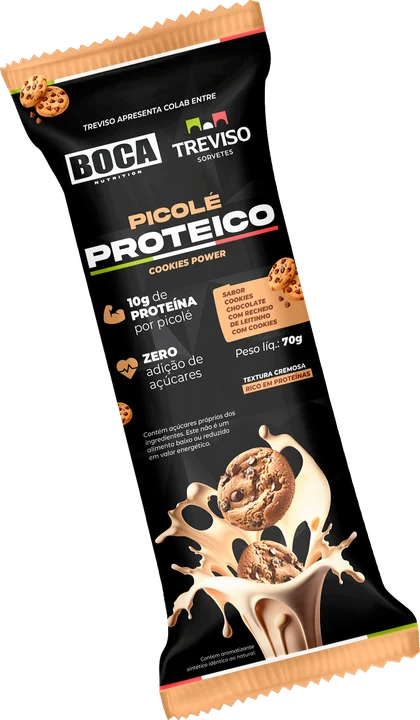 TREVISO APRESENTA COLAB ENTRE
BOCA
NUTRITION
TREVISO
SORVETES
PICOLÉ
PROTEICO
COOKIES POWER
10g de
PROTEÍNA
por picolé
SABOR
COOKIES
CHOCOLATE
COM RECHEIO
DE LEITINHO
COM COOKIES
ZERO
adição de
açúcares
Peso líq.: 70g
TEXTURA CREMOSA
RICO EM PROTEÍNAS
Contém açúcares próprios dos
ingredientes. Este não é um
alimento baixo ou reduzido
em valor energético.
Contém aromatizante
sintético idêntico ao natural.